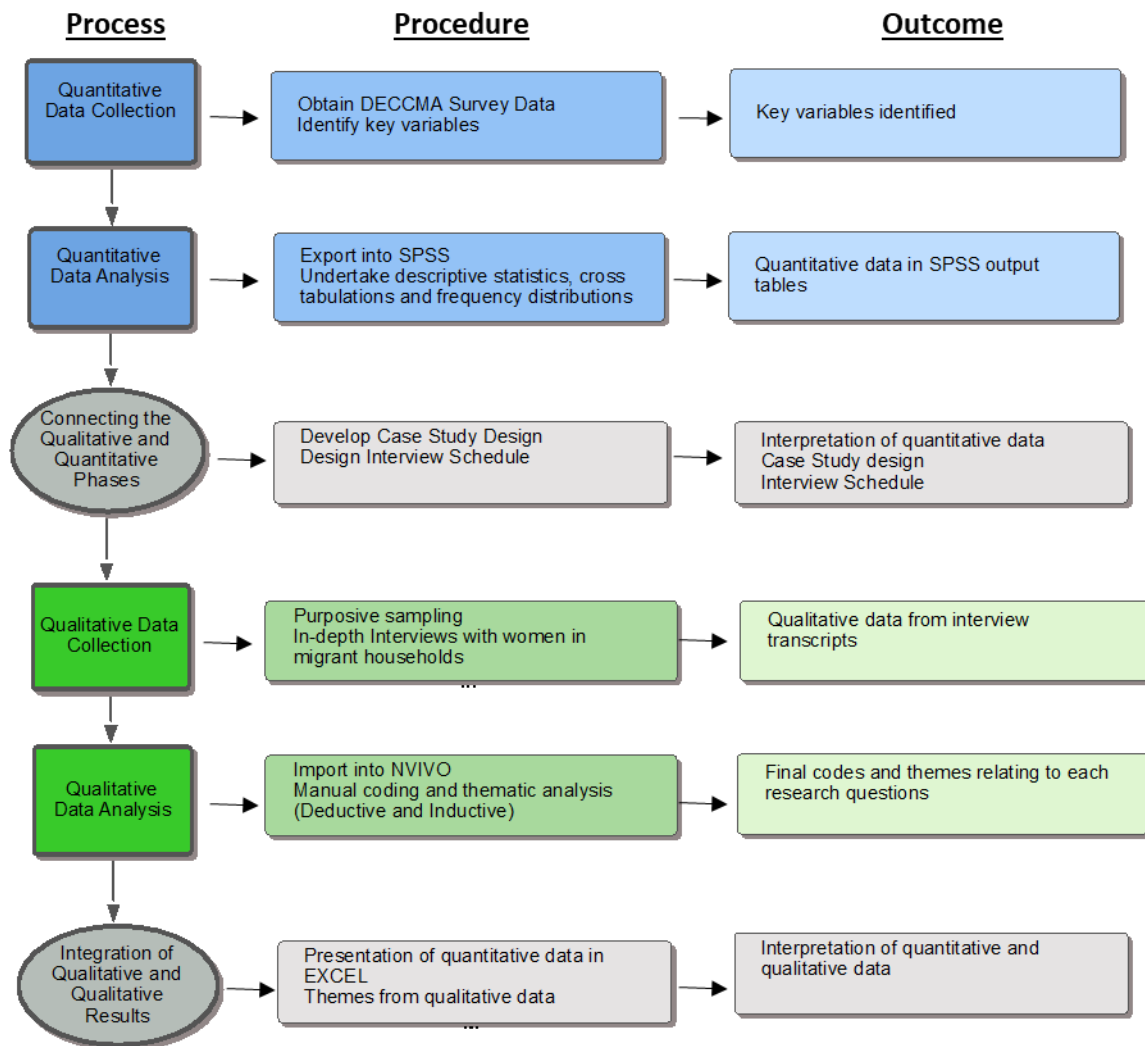 Process
Procedure
Outcome
Quantitative
Data Collection
Obtain DECCMA Survey Data
Identify key variables
Key variables identified
Quantitative
Data Analysis
Export into SPSS
Undertake descriptive statistics, cross
tabulations and frequency distributions
Quantitative data in SPSS output
tables
Connecting the
Qualitative and
Quantitative
Phases
Develop Case Study Design
Design Interview Schedule
Interpretation of quantitative data
Case Study design
Interview Schedule
Qualitative Data
Collection
Purposive sampling
In-depth Interviews with women in
migrant households
...
Qualitative data from interview
transcripts
Qualitative
Data Analysis
Import into NVIVO
Manual coding and thematic analysis
(Deductive and Inductive)
Final codes and themes relating to each
research questions
Integration of
Qualitative and
Qualitative
Results
Presentation of quantitative data in
EXCEL
Themes from qualitative data
...
Interpretation of quantitative and
qualitative data